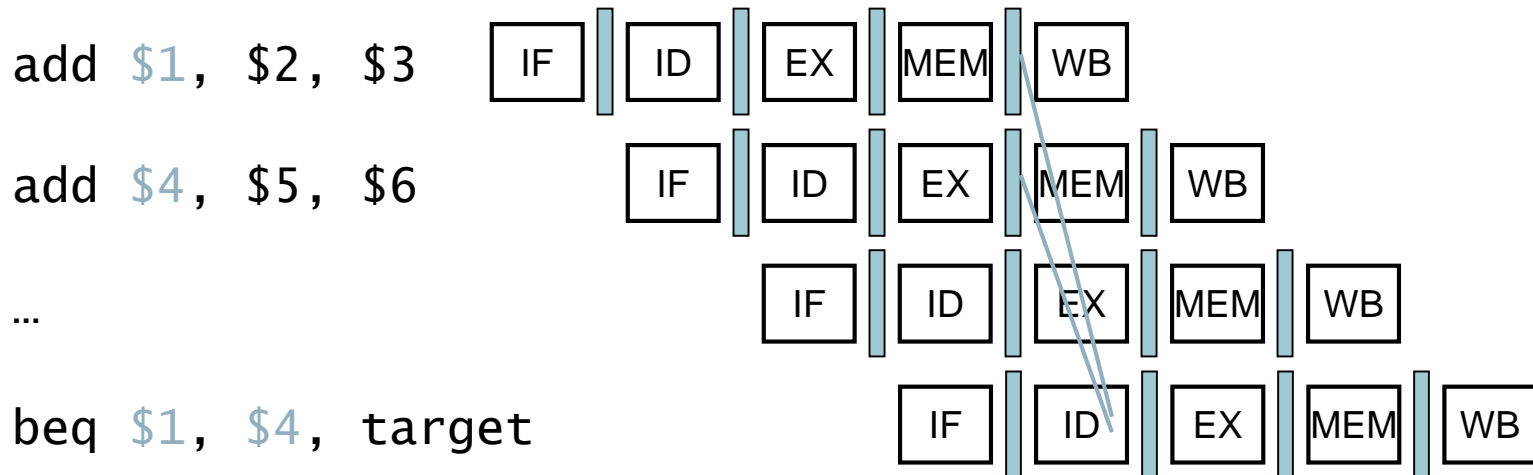 add $1, $2, $3 IF ID EX MEM WB
add $4, $5, $6 IF ID EX MEM WB
… IF ID EX MEM WB
beq $1, $4, target IF ID EX MEM WB